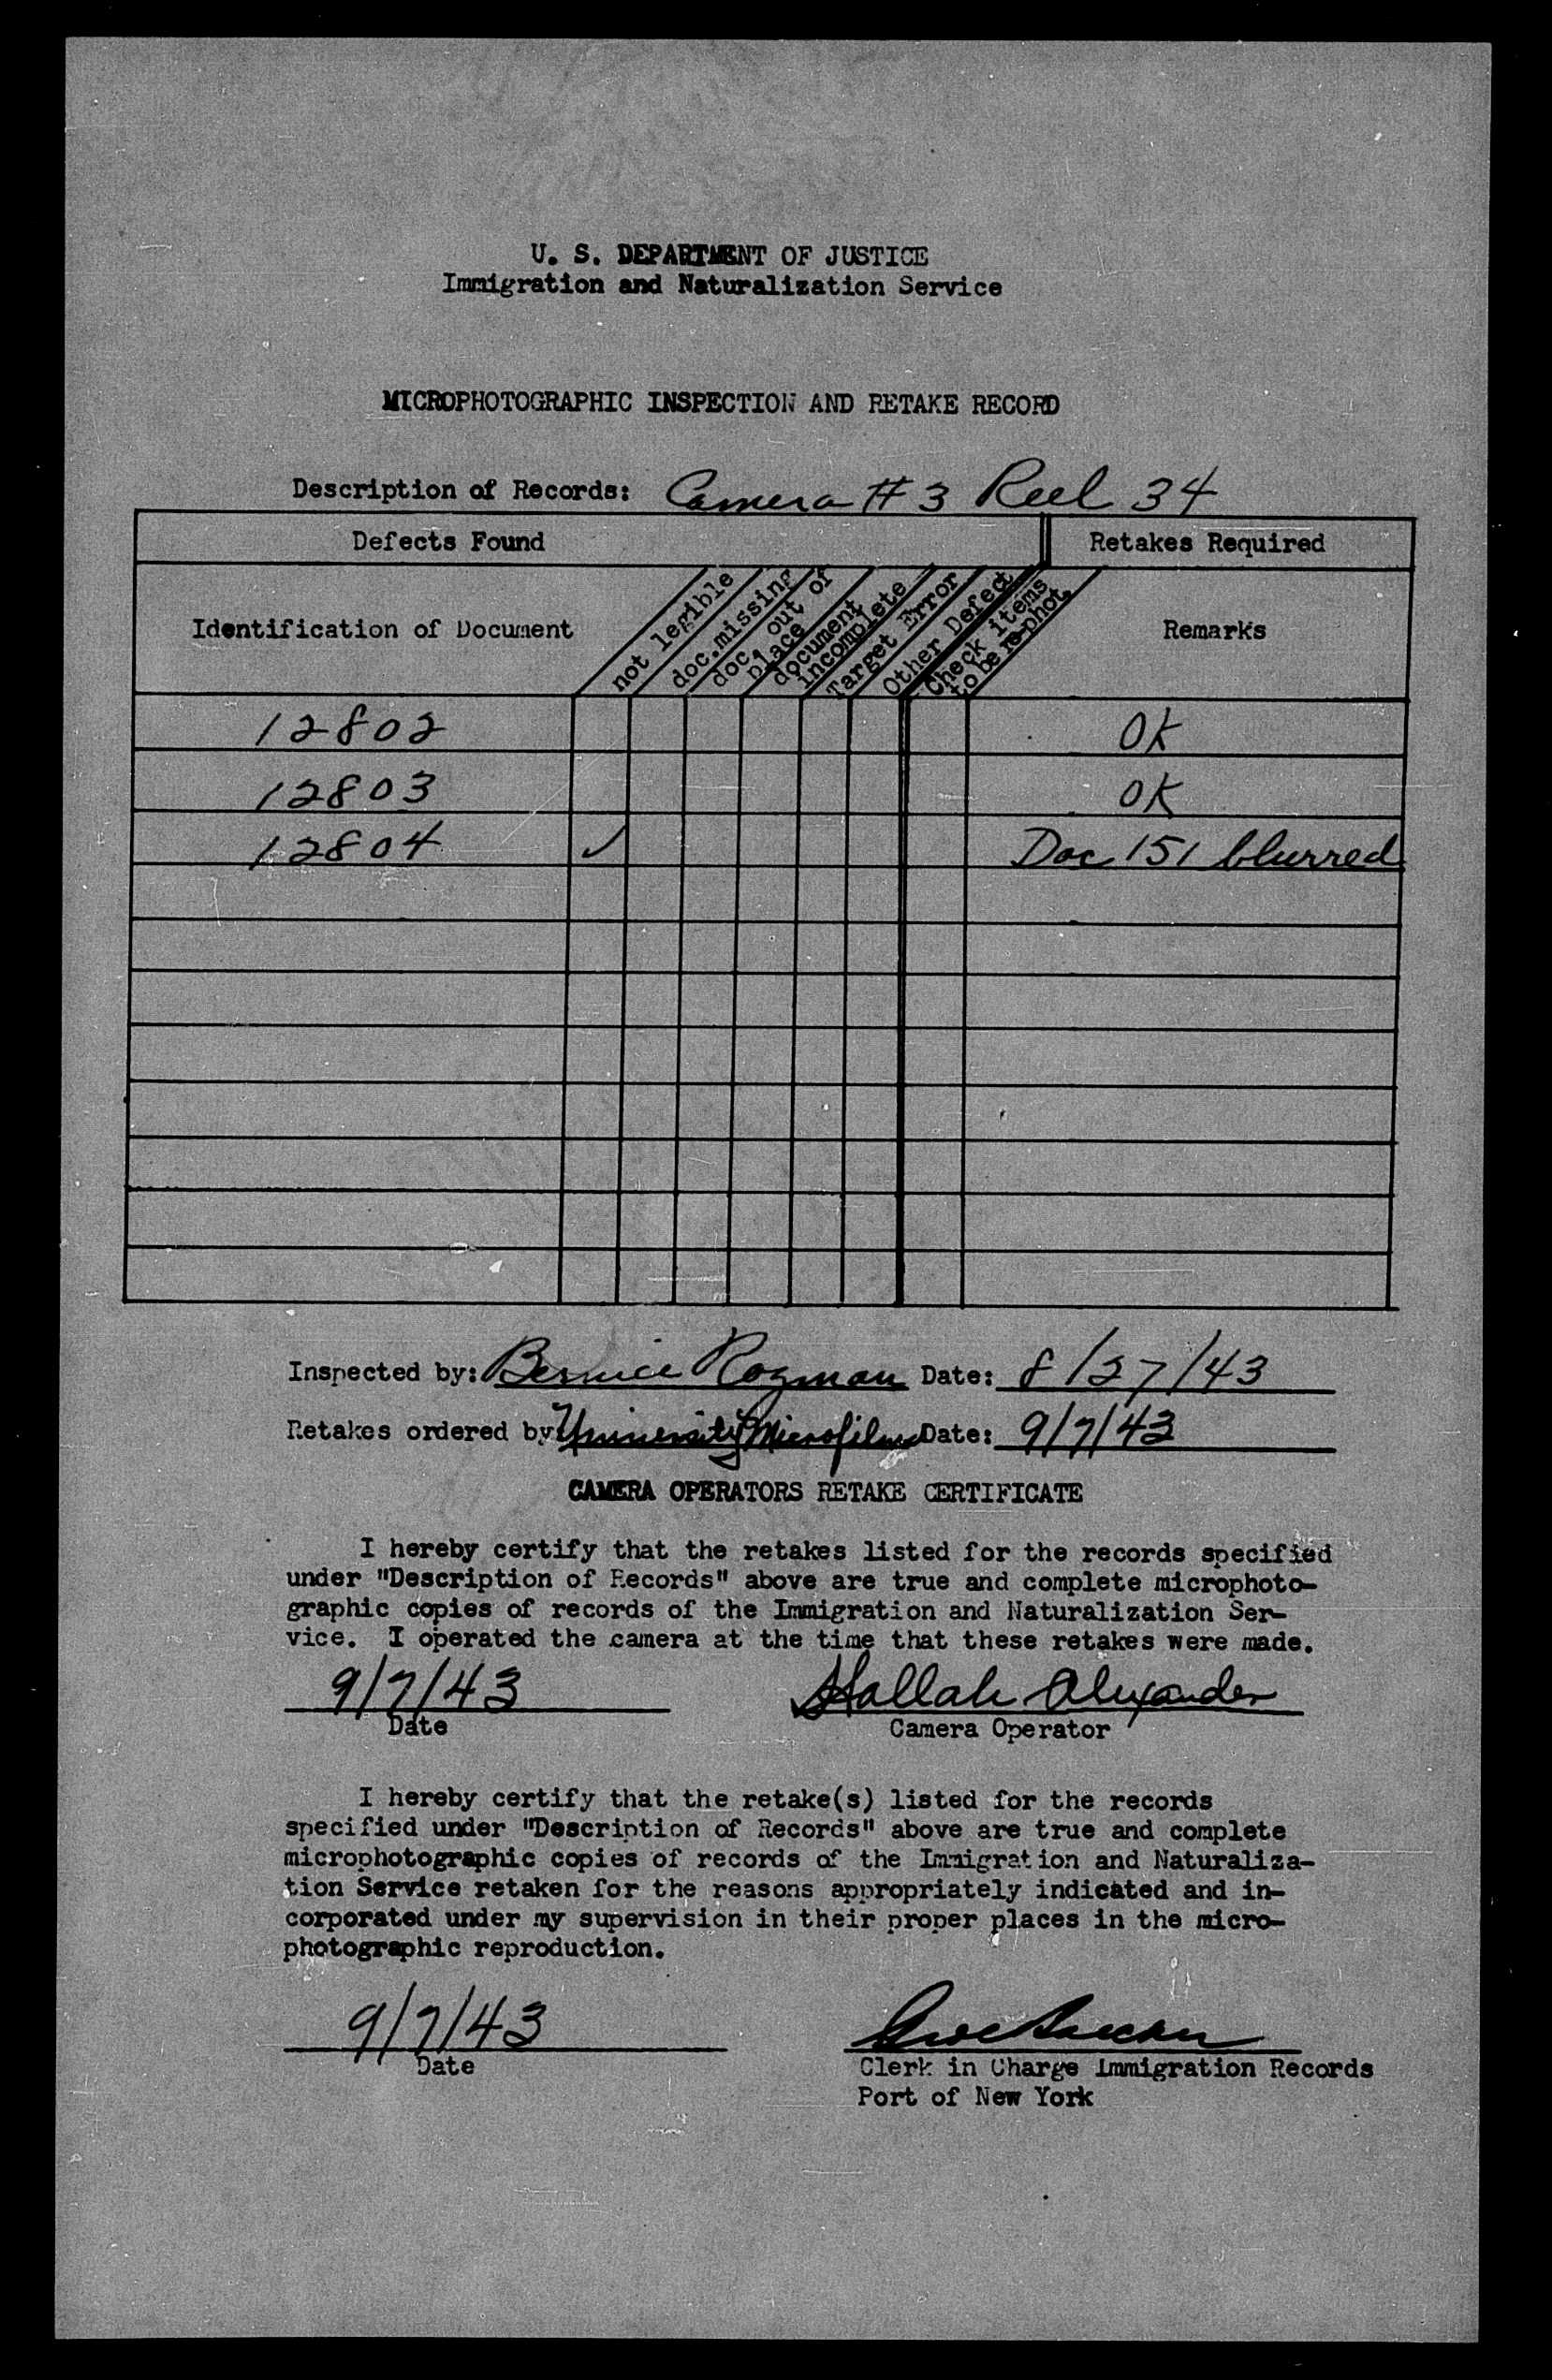 U. S. DEPARTMENT OF JUSTICE
Immigration and Naturalization Service
MICROPHOTOGRAPHIC INSPECTION AND RETAKE RECORD
Description of Records: Camera #3 Reel 34
Defects Found
Retakes Required
Identification of Document
not legible
doc.missing
doc. out of
place
document
incomplete
Target Error
Other Defect
Check items
to be re-phot.
Remarks
12802 OK
12803 OK
12804 ✓ Doc 151 blurred
Inspected by: Bernice Rozman Date: 8/27/43
Retakes ordered by: University Microfilms Date: 9/7/43
CAMERA OPERATORS RETAKE CERTIFICATE
I hereby certify that the retakes listed for the records specified
under "Description of Records" above are true and complete microphoto-
graphic copies of records of the Immigration and Naturalization Ser-
vice. I operated the camera at the time that these retakes were made.
9/7/43 Hallah Alexander
Date Camera Operator
I hereby certify that the retake(s) listed for the records
specified under "Description of Records" above are true and complete
microphotographic copies of records of the Immigration and Naturaliza-
tion Service retaken for the reasons appropriately indicated and in-
corporated under my supervision in their proper places in the micro-
photographic reproduction.
9/7/43
Date
Clerk in Charge Immigration Records
Port of New York